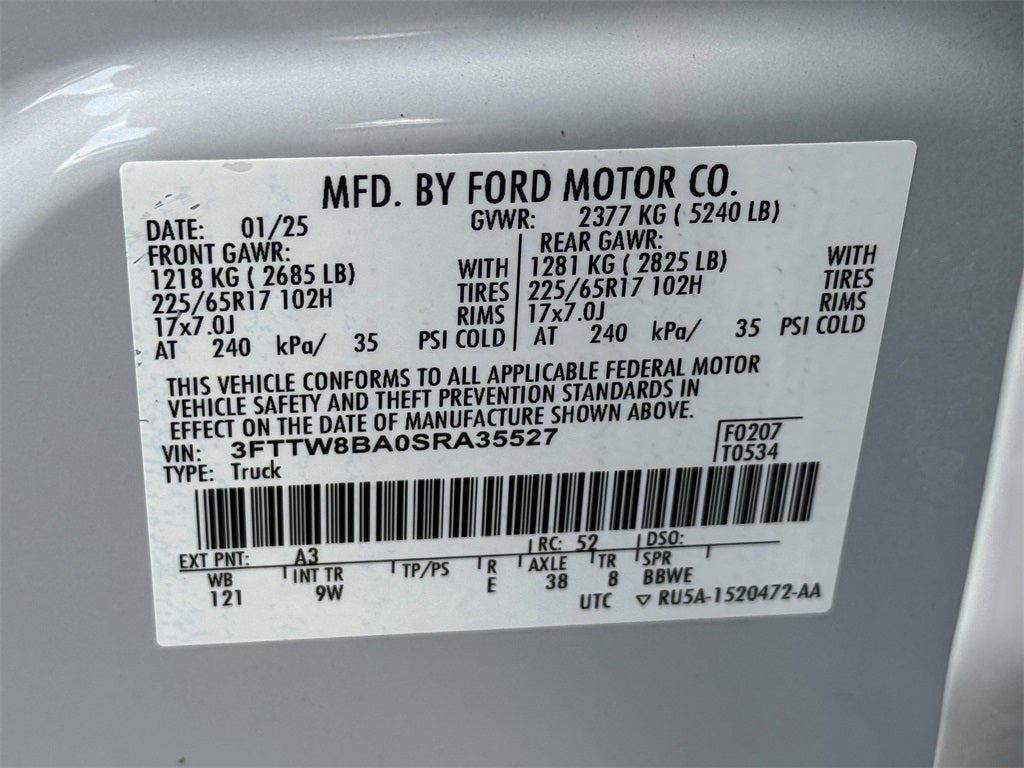 MFD. BY FORD MOTOR CO.
DATE: 01/25 GVWR: 2377 KG ( 5240 LB)
FRONT GAWR: REAR GAWR:
1218 KG ( 2685 LB) WITH 1281 KG ( 2825 LB) WITH
225/65R17 102H TIRES 225/65R17 102H TIRES
17x7.0J RIMS 17x7.0J RIMS
AT 240 kPa/ 35 PSI COLD AT 240 kPa/ 35 PSI COLD
THIS VEHICLE CONFORMS TO ALL APPLICABLE FEDERAL MOTOR
VEHICLE SAFETY AND THEFT PREVENTION STANDARDS IN
EFFECT ON THE DATE OF MANUFACTURE SHOWN ABOVE.
VIN: 3FTTW8BA0SRA35527 F0207
TYPE: Truck T0534
EXT PNT: A3 RC: 52 DSO:
WB INT TR TP/PS R AXLE TR SPR
121 9W E 38 8 BBWE
UTC ▽ RU5A-1520472-AA